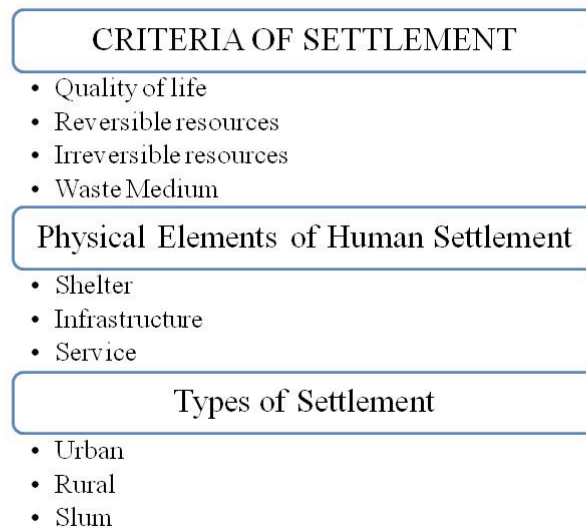 CRITERIA OF SETTLEMENT
• Quality of life
• Reversible resources
• Irreversible resources
• Waste Medium
Physical Elements of Human Settlement
• Shelter
• Infrastructure
• Service
Types of Settlement
• Urban
• Rural
• Slum